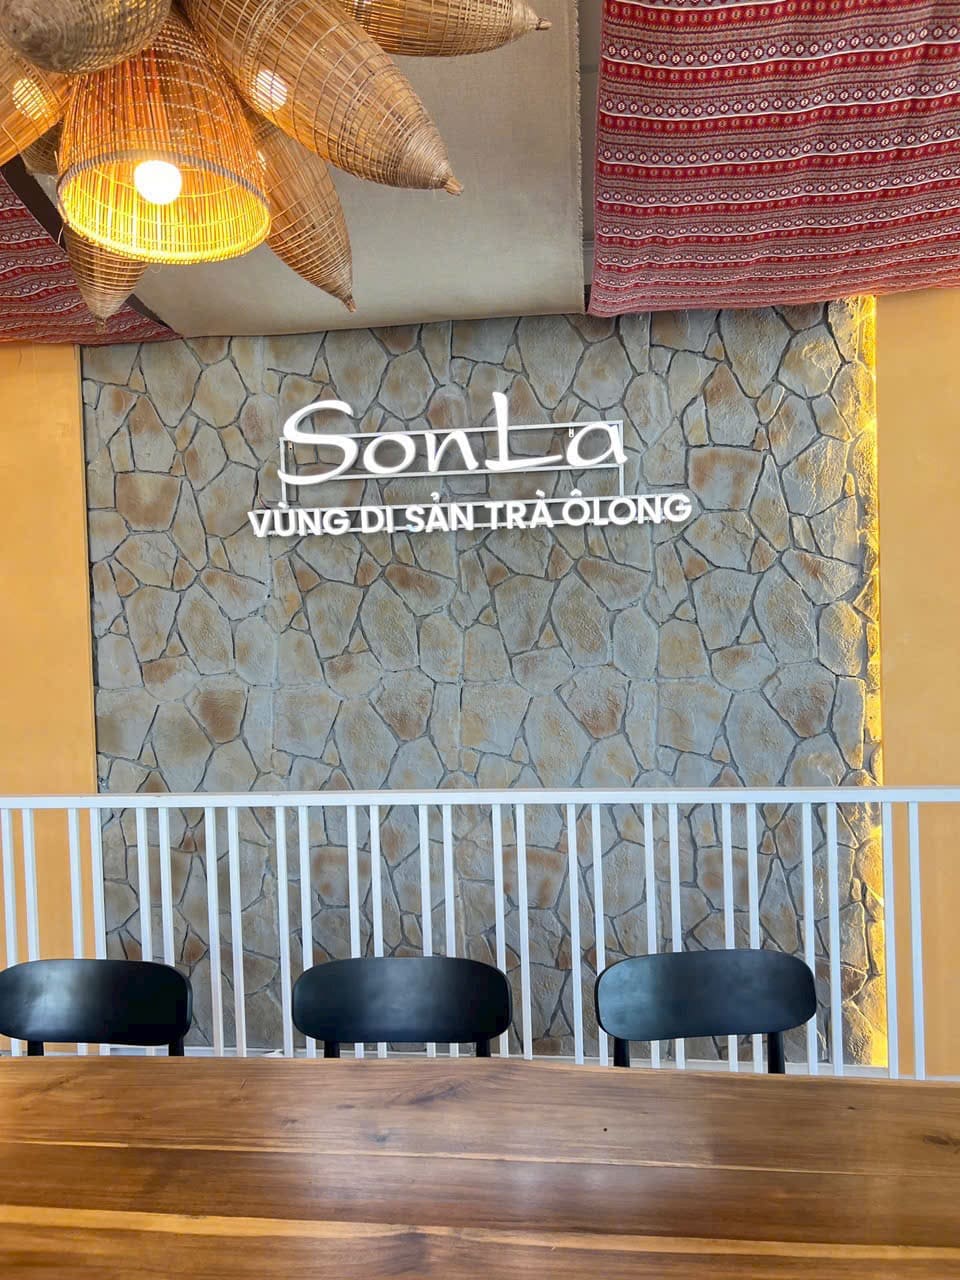 SonLa
VÙNG DI SẢN TRÀ ÔLONG